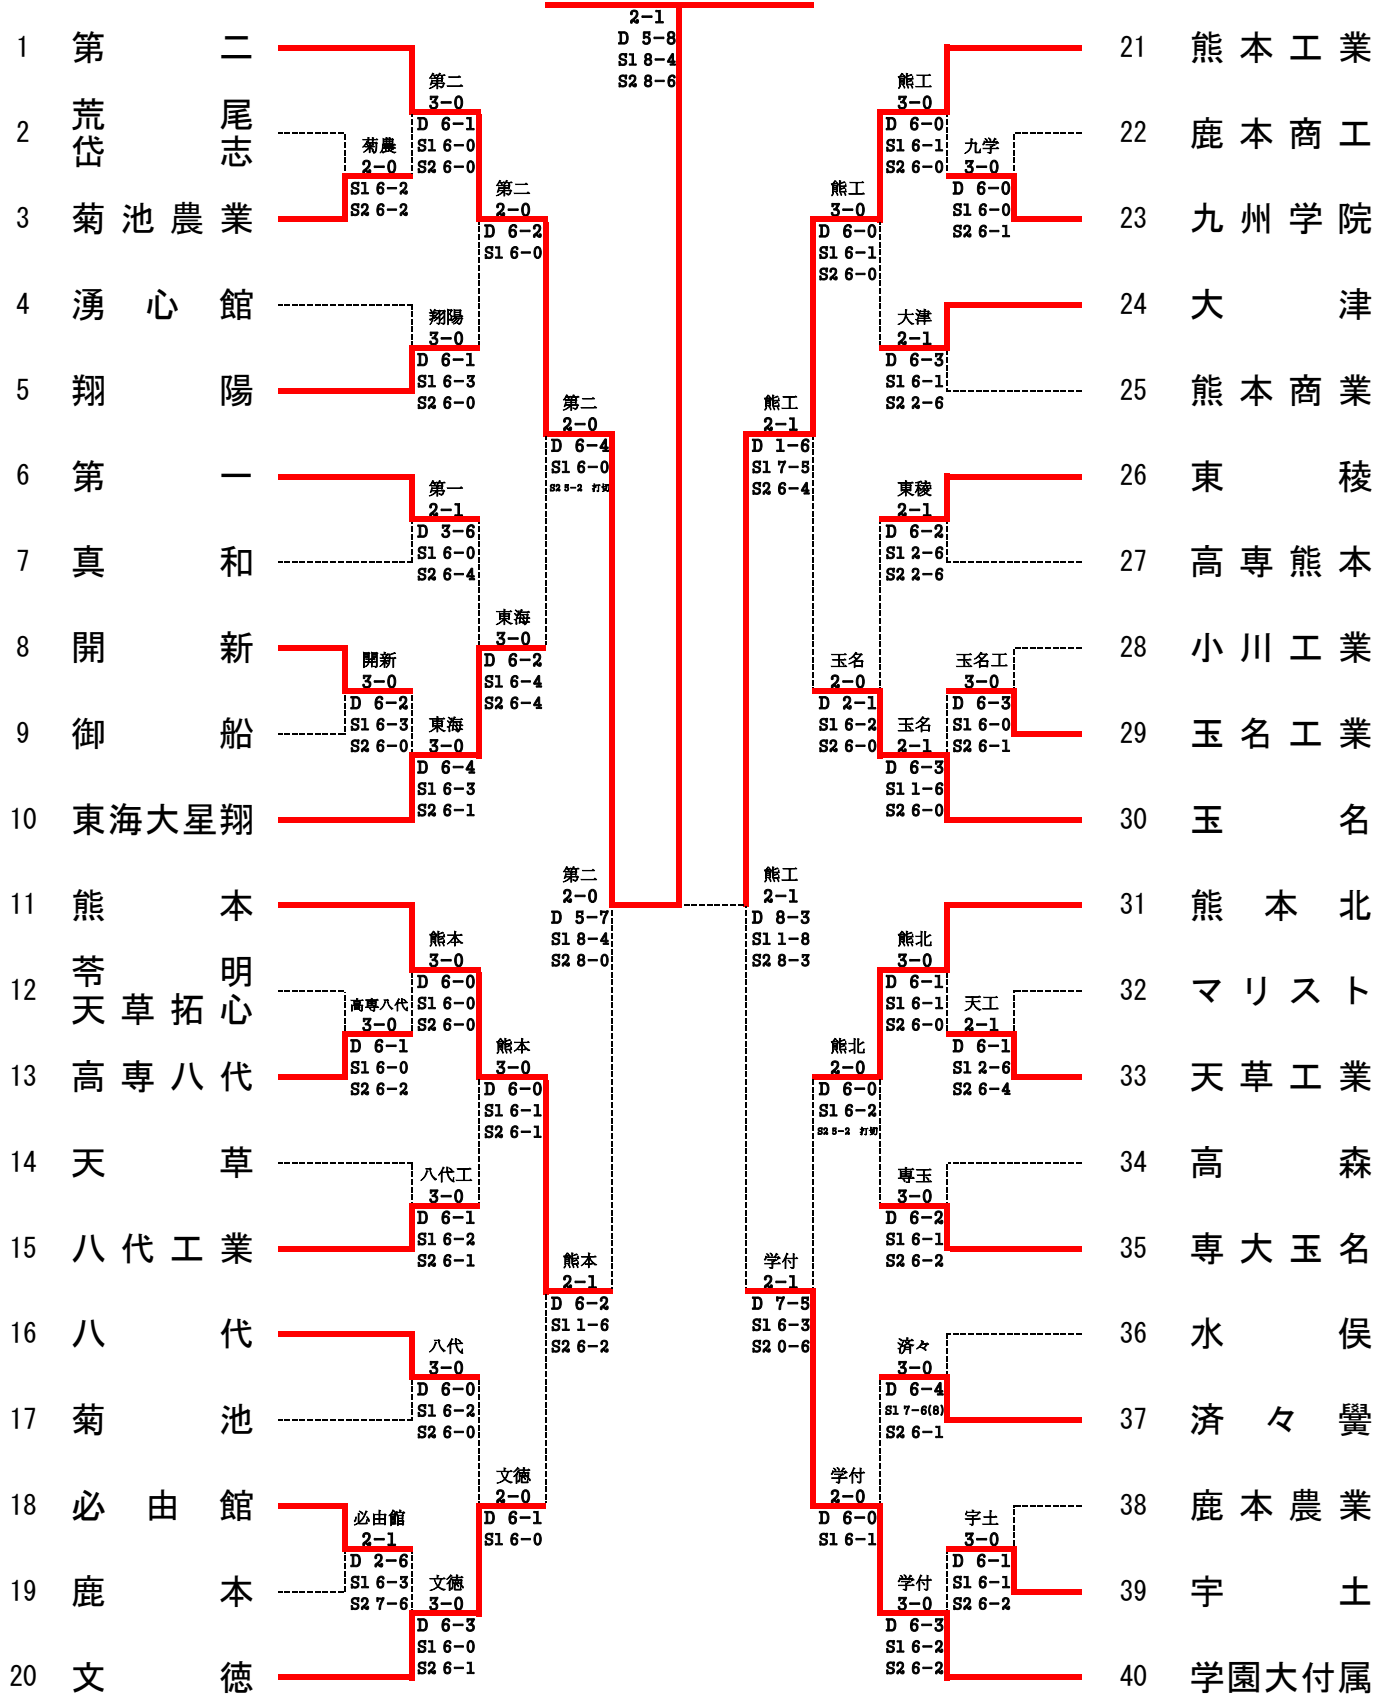 2-1
D 5-8
S1 8-4
S2 8-6
1 第二
第二
3-0
D 6-1
S1 6-0
S2 6-0
2 荒尾
岱志
菊農
2-0
S1 6-2
S2 6-2
3 菊池農業
第二
2-0
D 6-2
S1 6-0
4 湧心館
翔陽
3-0
D 6-1
S1 6-3
S2 6-0
5 翔陽
第二
2-0
D 6-4
S1 6-0
S2 5-2 打切
6 第一
第一
2-1
D 3-6
S1 6-0
S2 6-4
7 真和
東海
3-0
D 6-2
S1 6-4
S2 6-4
8 開新
開新
3-0
D 6-2
S1 6-3
S2 6-0
9 御船
東海
3-0
D 6-4
S1 6-3
S2 6-1
10 東海大星翔
第二
2-0
D 5-7
S1 8-4
S2 8-0
11 熊本
熊本
3-0
D 6-0
S1 6-0
S2 6-0
12 苓明
天草拓心
高専八代
3-0
D 6-1
S1 6-0
S2 6-2
13 高専八代
熊本
3-0
D 6-0
S1 6-1
S2 6-1
14 天草
八代工
3-0
D 6-1
S1 6-2
S2 6-1
15 八代工業
熊本
2-1
D 6-2
S1 1-6
S2 6-2
16 八代
八代
3-0
D 6-0
S1 6-2
S2 6-0
17 菊池
文徳
2-0
D 6-1
S1 6-0
18 必由館
必由館
2-1
D 2-6
S1 6-3
S2 7-6
19 鹿本
文徳
3-0
D 6-3
S1 6-0
S2 6-1
20 文徳
21 熊本工業
熊工
3-0
D 6-0
S1 6-1
S2 6-0
22 鹿本商工
九学
3-0
D 6-0
S1 6-0
S2 6-1
23 九州学院
熊工
3-0
D 6-0
S1 6-1
S2 6-0
24 大津
大津
2-1
D 6-3
S1 6-1
S2 2-6
25 熊本商業
熊工
2-1
D 1-6
S1 7-5
S2 6-4
26 東稜
東稜
2-1
D 6-2
S1 2-6
S2 2-6
27 高専熊本
28 小川工業
玉名工
3-0
D 6-3
S1 6-0
S2 6-1
玉名
2-0
D 2-1
S1 6-2
S2 6-0
29 玉名工業
玉名
2-1
D 6-3
S1 1-6
S2 6-0
30 玉名
熊工
2-1
D 8-3
S1 1-8
S2 8-3
31 熊本北
熊北
3-0
D 6-1
S1 6-1
S2 6-0
32 マリスト
天工
2-1
D 6-1
S1 2-6
S2 6-4
33 天草工業
熊北
2-0
D 6-0
S1 6-2
S2 5-2 打切
34 高森
専玉
3-0
D 6-2
S1 6-1
S2 6-2
35 専大玉名
学付
2-1
D 7-5
S1 6-3
S2 0-6
36 水俣
済々
3-0
D 6-4
S1 7-6(8)
S2 6-1
37 済々黌
学付
2-0
D 6-0
S1 6-1
38 鹿本農業
宇土
3-0
D 6-1
S1 6-1
S2 6-2
39 宇土
学付
3-0
D 6-3
S1 6-2
S2 6-2
40 学園大付属